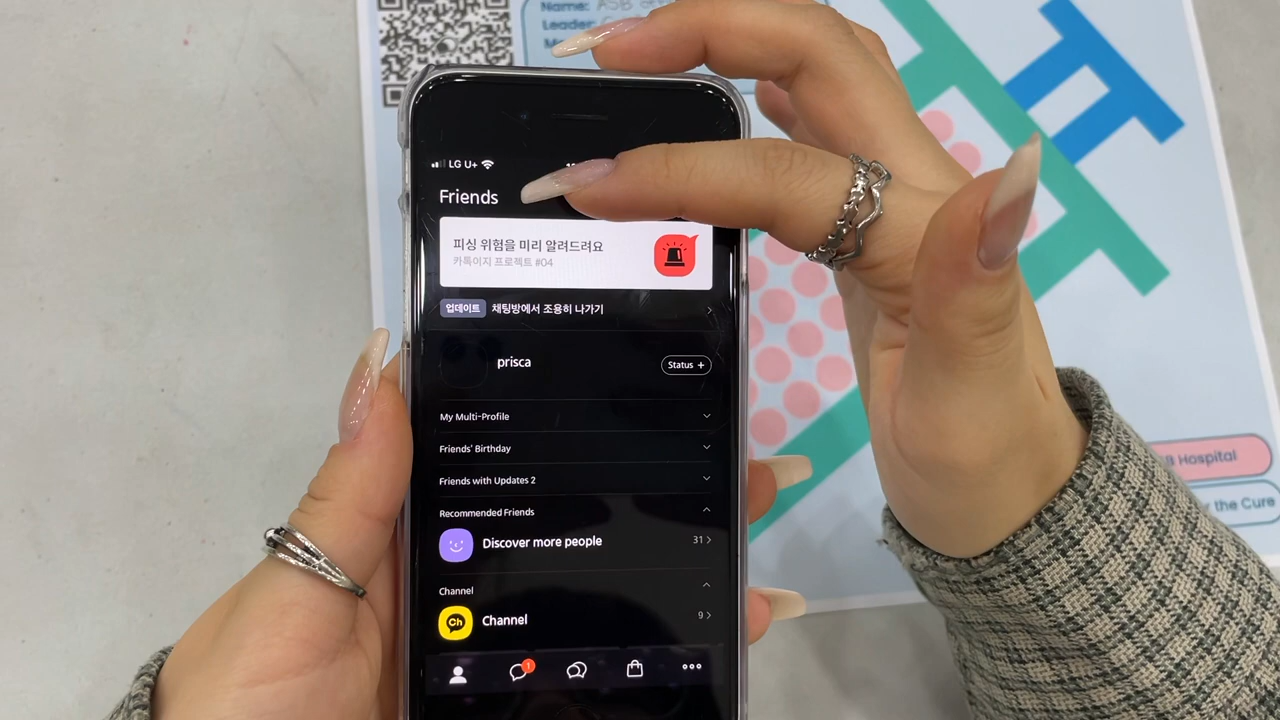 Name: ASB
Leader:
LG U+
Friends
피싱 위험을 미리 알려드려요
카톡이지 프로젝트 #04
업데이트 채팅방에서 조용히 나가기
prisca
Status +
My Multi-Profile
Friends' Birthday
Friends with Updates 2
Recommended Friends
Discover more people
31
Channel
Ch
Channel
9
1
Hospital
the Cure